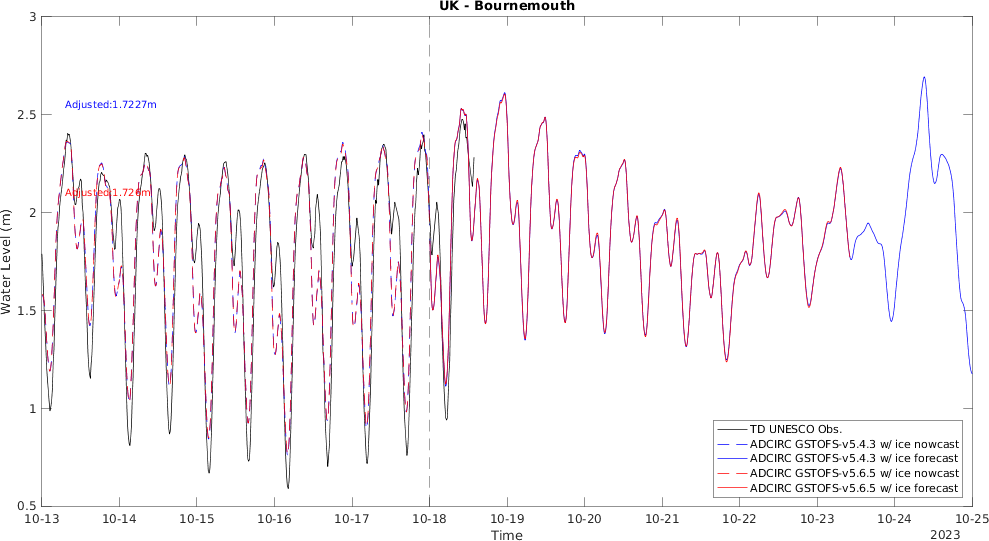 UK - Bournemouth
Water Level (m)
3
2.5
2
1.5
1
0.5
Adjusted:1.7227m
Adjusted:1.726m
TD UNESCO Obs.
ADCIRC GSTOFS-v5.4.3 w/ ice nowcast
ADCIRC GSTOFS-v5.4.3 w/ ice forecast
ADCIRC GSTOFS-v5.6.5 w/ ice nowcast
ADCIRC GSTOFS-v5.6.5 w/ ice forecast
10-13 10-14 10-15 10-16 10-17 10-18 10-19 10-20 10-21 10-22 10-23 10-24 10-25
Time
2023